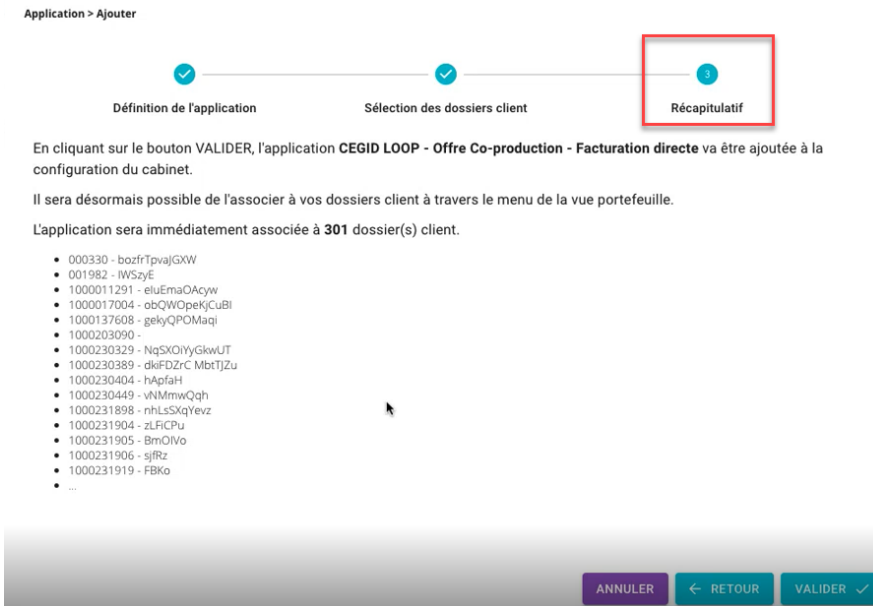 Application > Ajouter
3
Définition de l'application
Sélection des dossiers client
Récapitulatif
En cliquant sur le bouton VALIDER, l'application CEGID LOOP - Offre Co-production - Facturation directe va être ajoutée à la
configuration du cabinet.
Il sera désormais possible de l'associer à vos dossiers client à travers le menu de la vue portefeuille.
L'application sera immédiatement associée à 301 dossier(s) client.
• 000330 - bozfrTpvaJGXW
• 001982 - IWSzyE
• 1000011291 - eluEmaOAcyw
• 1000017004 - obQWOpeKjCuBI
• 1000137608 - gekyQPOMaqi
• 1000203090 -
• 1000230329 - NqSXOiYyGkwUT
• 1000230389 - dkiFDZrC MbtTJZu
• 1000230404 - hApfaH
• 1000230449 - vNMmwQqh
• 1000231898 - nhLsSXqYevz
• 1000231904 - zLFiCPu
• 1000231905 - BmOIVo
• 1000231906 - sjfRz
• 1000231919 - FBKo
• ...
ANNULER
← RETOUR
VALIDER ✓